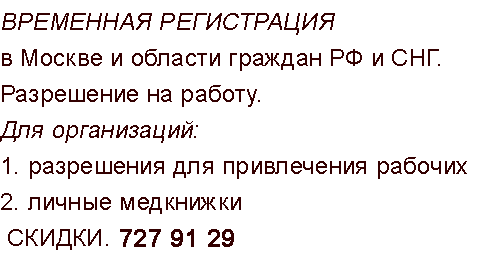 ВРЕМЕННАЯ РЕГИСТРАЦИЯ
в Москве и области граждан РФ и СНГ.
Разрешение на работу.
Для организаций:
1. разрешения для привлечения рабочих
2. личные медкнижки
СКИДКИ. 727 91 29